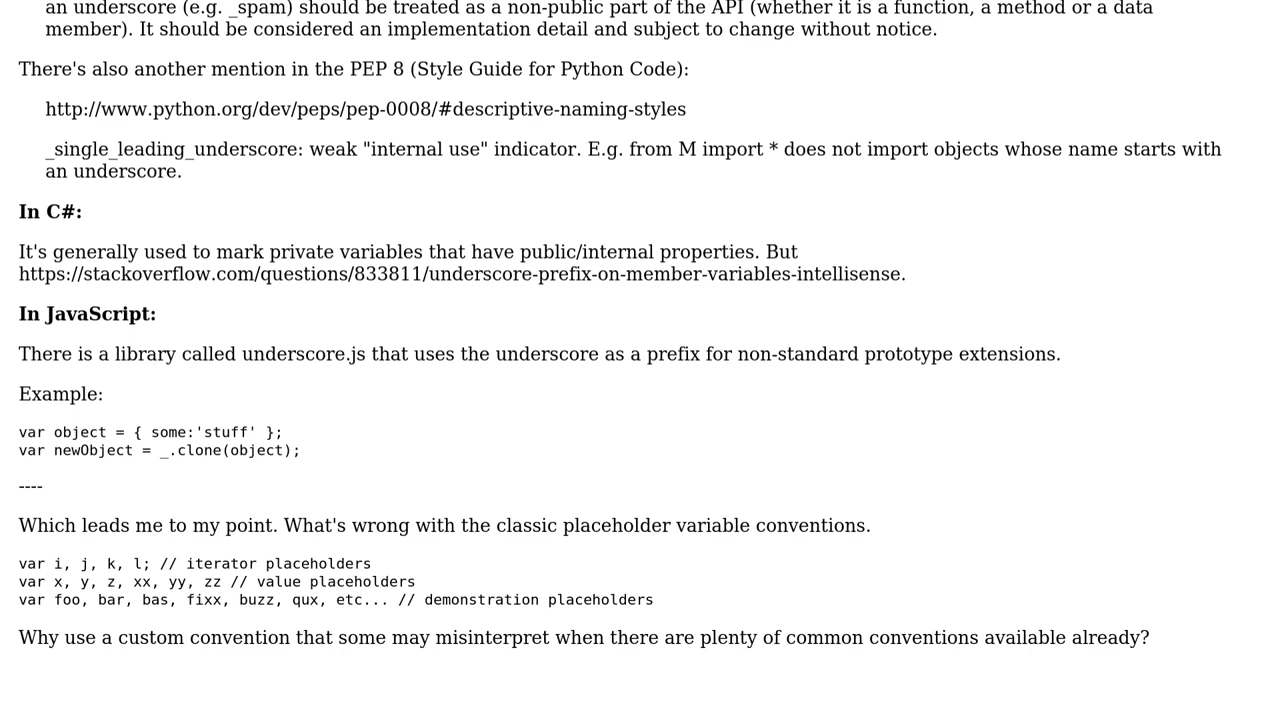 an underscore (e.g. _spam) should be treated as a non-public part of the API (whether it is a function, a method or a data
member). It should be considered an implementation detail and subject to change without notice.
There's also another mention in the PEP 8 (Style Guide for Python Code):
http://www.python.org/dev/peps/pep-0008/#descriptive-naming-styles
_single_leading_underscore: weak "internal use" indicator. E.g. from M import * does not import objects whose name starts with
an underscore.
In C#:
It's generally used to mark private variables that have public/internal properties. But
https://stackoverflow.com/questions/833811/underscore-prefix-on-member-variables-intellisense.
In JavaScript:
There is a library called underscore.js that uses the underscore as a prefix for non-standard prototype extensions.
Example:
var object = { some:'stuff' };
var newObject = _.clone(object);
----
Which leads me to my point. What's wrong with the classic placeholder variable conventions.
var i, j, k, l; // iterator placeholders
var x, y, z, xx, yy, zz // value placeholders
var foo, bar, bas, fixx, buzz, qux, etc... // demonstration placeholders
Why use a custom convention that some may misinterpret when there are plenty of common conventions available already?